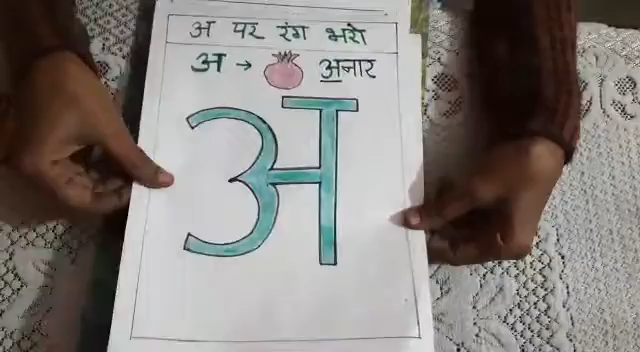 अ पर रंग भरो
अ → अनार
अ